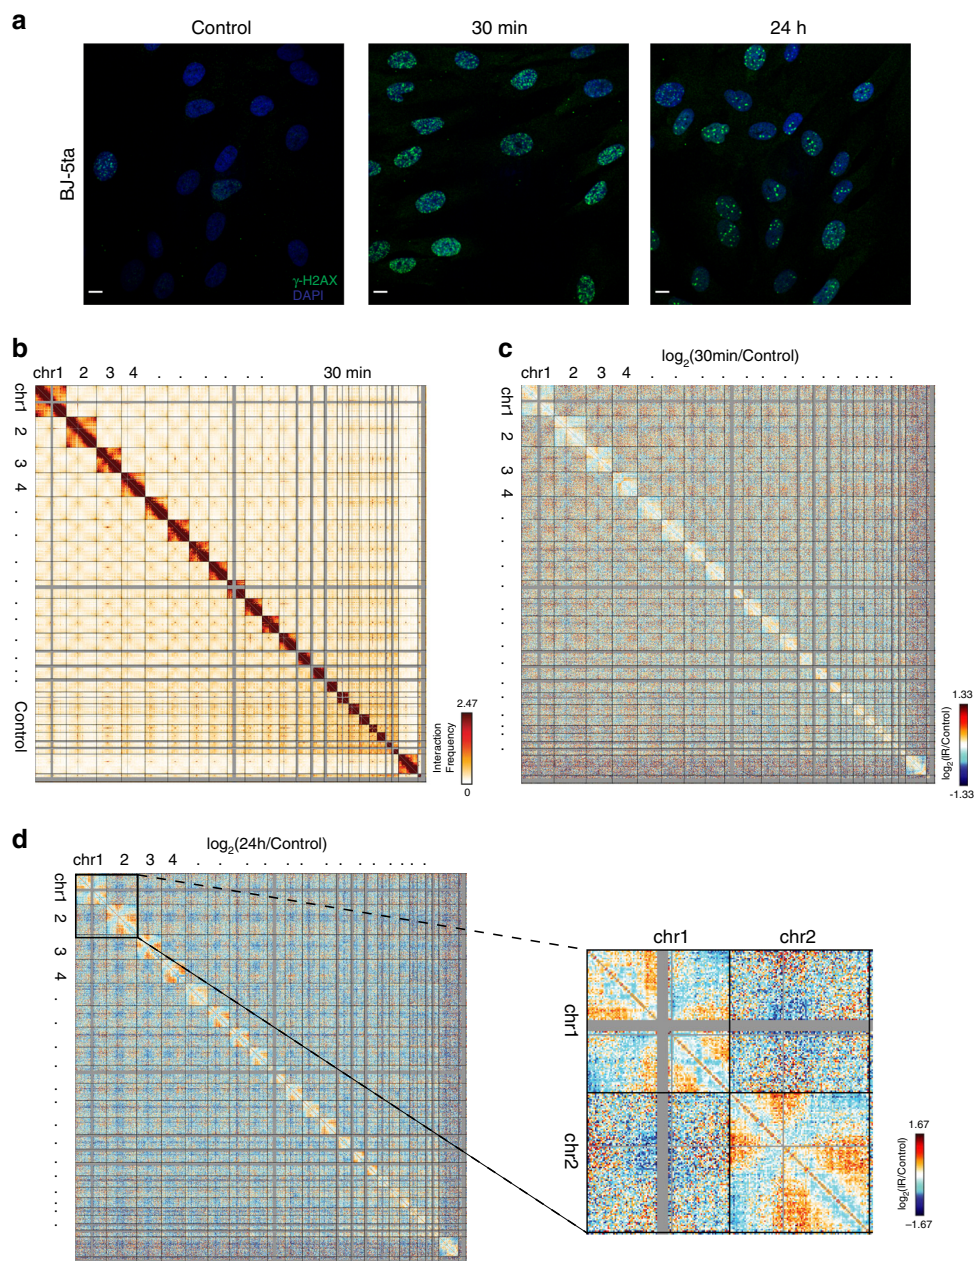 a
Control
30 min
24 h
BJ-5ta
γ-H2AX
DAPI
b
chr1 2 3 4 . . . . . 30 min
chr1
2
3
4
.
.
.
.
.
.
.
Control
2.47
Interaction
Frequency
0
c
log2(30min/Control)
chr1 2 3 4 . . . . . . . . . . . .
chr1
2
3
4
.
.
.
.
.
.
.
.
.
.
.
1.33
log2(IR/Control)
-1.33
d
log2(24h/Control)
chr1 2 3 4 . . . . . . . . . . . .
chr1
2
3
4
.
.
.
.
.
.
.
.
.
.
.
chr1 chr2
chr1
chr2
1.67
log2(IR/Control)
−1.67